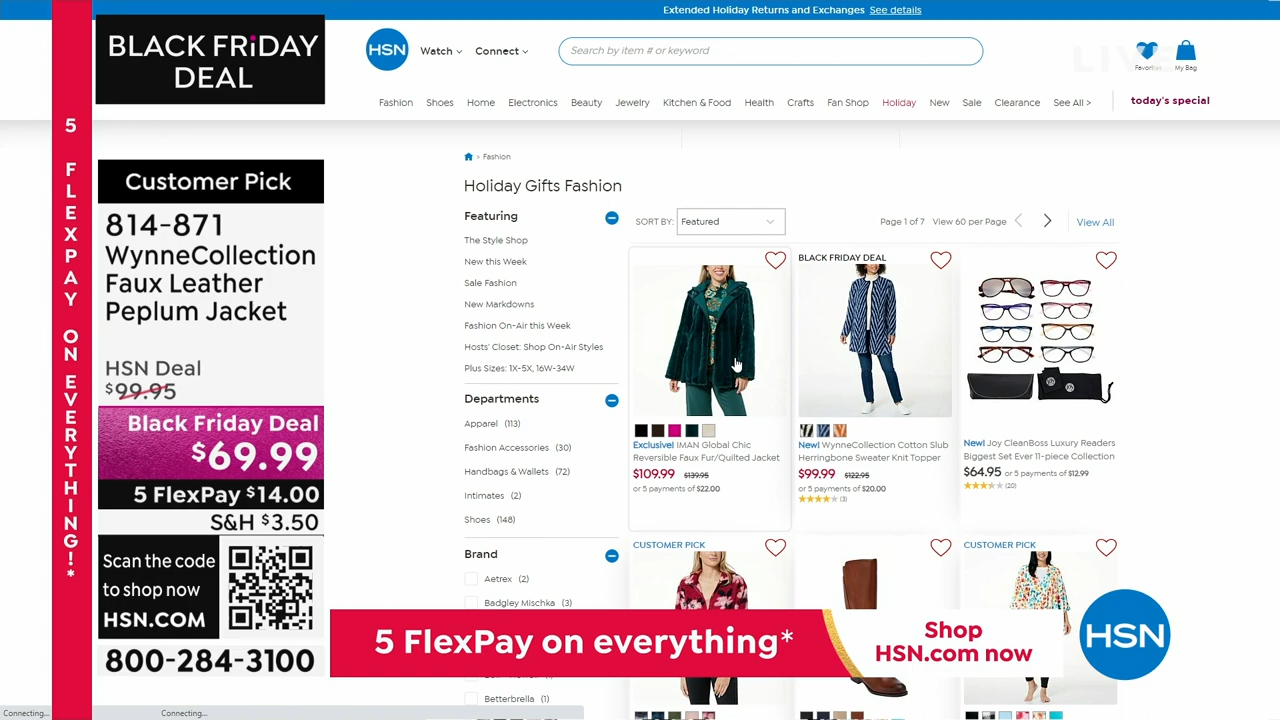 Extended Holiday Returns and Exchanges See details
BLACK FRiDAY
DEAL
HSN
Watch
Connect
Search by item # or keyword
LIVE
Favorites
My Bag
Fashion Shoes Home Electronics Beauty Jewelry Kitchen & Food Health Crafts Fan Shop Holiday New Sale Clearance See All >
today's special
5 FLEXPAY ON EVERYTHING!*
Customer Pick
814-871
WynneCollection
Faux Leather
Peplum Jacket
HSN Deal
$99.95
Black Friday Deal
$69.99
5 FlexPay $14.00
S&H $3.50
Scan the code
to shop now
HSN.COM
800-284-3100
> Fashion
Holiday Gifts Fashion
Featuring
The Style Shop
New this Week
Sale Fashion
New Markdowns
Fashion On-Air this Week
Hosts' Closet: Shop On-Air Styles
Plus Sizes: 1X-5X, 16W-34W
Departments
Apparel (113)
Fashion Accessories (30)
Handbags & Wallets (72)
Intimates (2)
Shoes (148)
Brand
Aetrex (2)
Badgley Mischka (3)
Betterbrella (1)
SORT BY: Featured
Page 1 of 7 View 60 per Page
View All
Exclusive! IMAN Global Chic
Reversible Faux Fur/Quilted Jacket
$109.99 $139.95
or 5 payments of $22.00
BLACK FRIDAY DEAL
New! WynneCollection Cotton Slub
Herringbone Sweater Knit Topper
$99.99 $122.95
or 5 payments of $20.00
(3)
New! Joy CleanBoss Luxury Readers
Biggest Set Ever 11-piece Collection
$64.95 or 5 payments of $12.99
(20)
CUSTOMER PICK
CUSTOMER PICK
5 FlexPay on everything*
Shop
HSN.com now
HSN
Connecting...
Connecting...